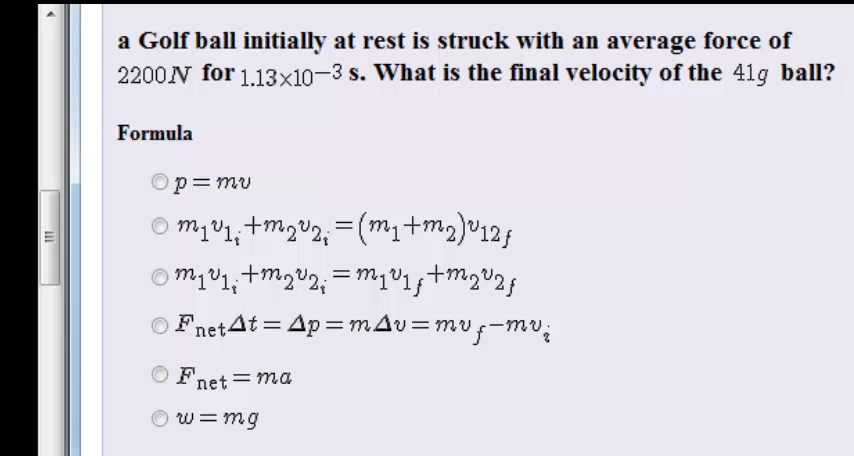 a Golf ball initially at rest is struck with an average force of
2200N for 1.13×10−3 s. What is the final velocity of the 41g ball?
Formula
p=mv
m1v1i+m2v2i=(m1+m2)v12f
m1v1i+m2v2i=m1v1f+m2v2f
FnetΔt=Δp=mΔv=mvf−mvi
Fnet=ma
w=mg